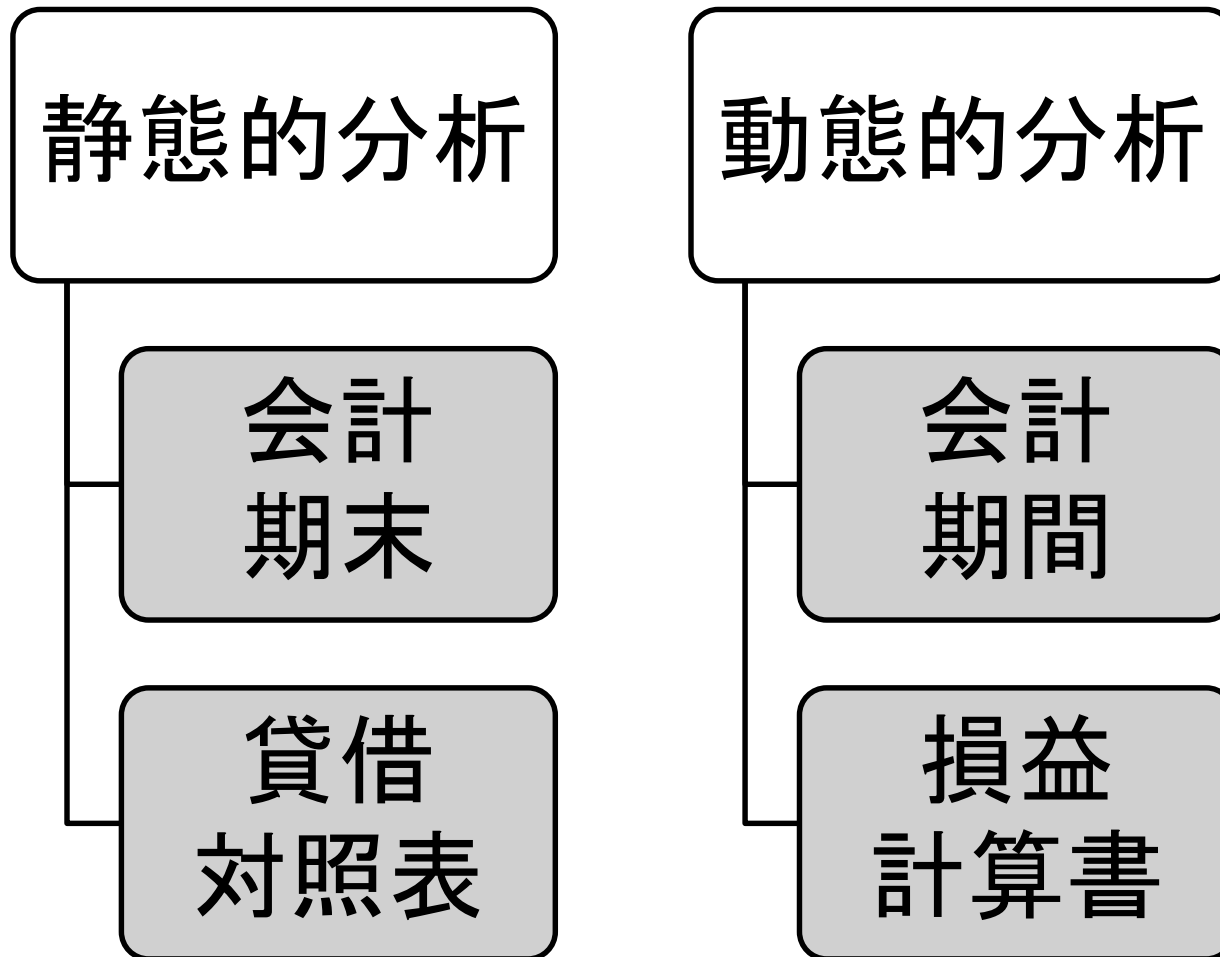 静態的分析
会計
期末
貸借
対照表
動態的分析
会計
期間
損益
計算書